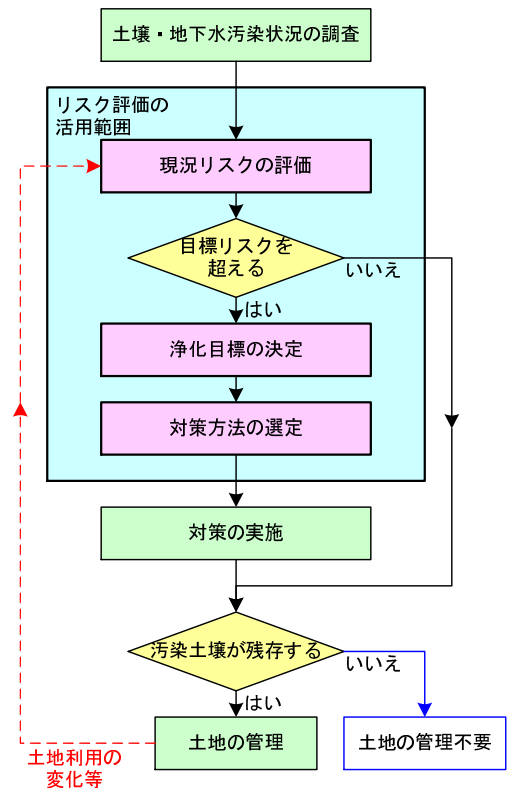 土壌・地下水汚染状況の調査
リスク評価の
活用範囲
現況リスクの評価
目標リスクを
超える
いいえ
はい
浄化目標の決定
対策方法の選定
対策の実施
汚染土壌が残存する
いいえ
はい
土地の管理
土地の管理不要
土地利用の
変化等